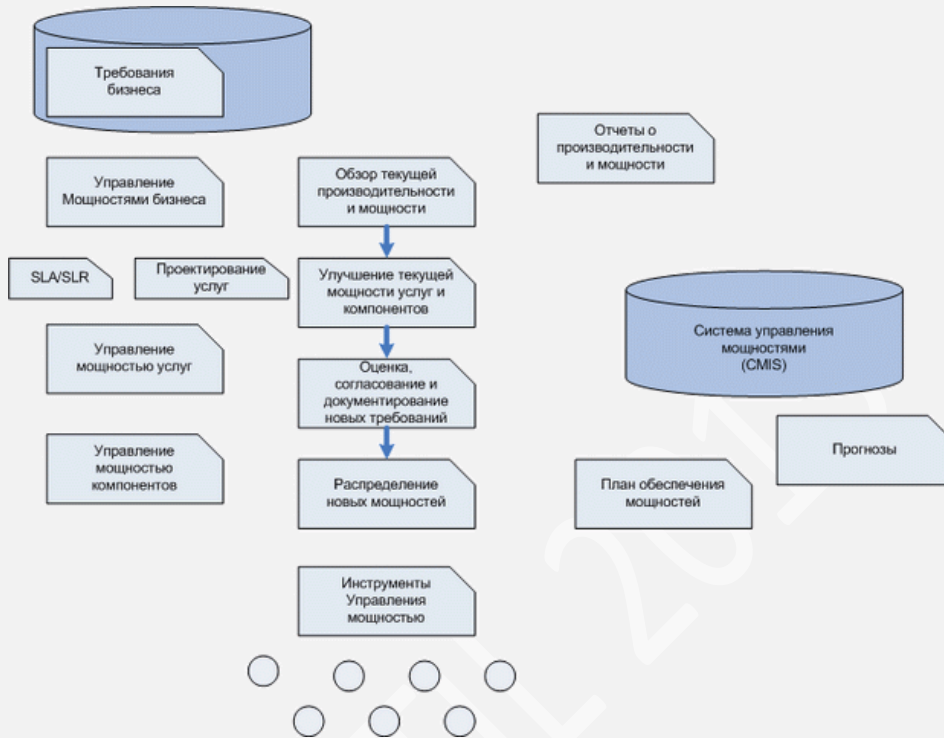 Требования
бизнеса
Отчеты о
производительности
и мощности
Управление
Мощностями бизнеса
Обзор текущей
производительности
и мощности
SLA/SLR
Проектирование
услуг
Улучшение текущей
мощности услуг и
компонентов
Система управления
мощностями
(CMIS)
Управление
мощностью услуг
Оценка,
согласование и
документирование
новых требований
Управление
мощностью
компонентов
Прогнозы
Распределение
новых мощностей
План обеспечения
мощностей
Инструменты
Управления
мощностью